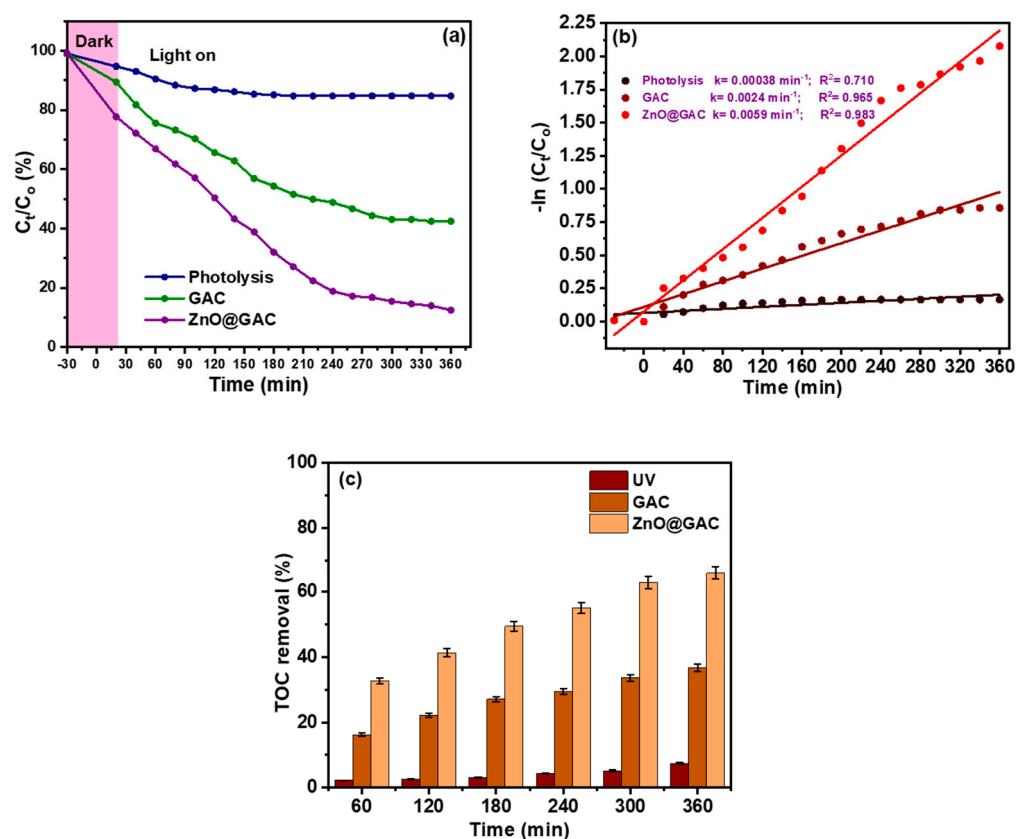 (a)
Dark
Light on
Cₜ/Cₒ (%)
100
80
60
40
20
0
Photolysis
GAC
ZnO@GAC
-30 0 30 60 90 120 150 180 210 240 270 300 330 360
Time (min)
(b)
-ln (Cₜ/Cₒ)
2.25
2.00
1.75
1.50
1.25
1.00
0.75
0.50
0.25
0.00
Photolysis k= 0.00038 min⁻¹; R²= 0.710
GAC k= 0.0024 min⁻¹; R²= 0.965
ZnO@GAC k= 0.0059 min⁻¹; R²= 0.983
0 40 80 120 160 200 240 280 320 360
Time (min)
(c)
TOC removal (%)
100
80
60
40
20
0
UV
GAC
ZnO@GAC
60 120 180 240 300 360
Time (min)